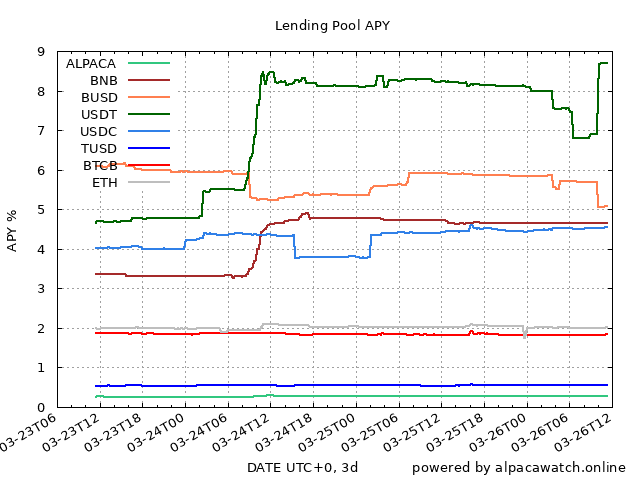 Lending Pool APY
APY %
9
8
7
6
5
4
3
2
1
0
ALPACA
BNB
BUSD
USDT
USDC
TUSD
BTCB
ETH
03-23T06
03-23T12
03-23T18
03-24T00
03-24T06
03-24T12
03-24T18
03-25T00
03-25T06
03-25T12
03-25T18
03-26T00
03-26T06
03-26T12
DATE UTC+0, 3d
powered by alpacawatch.online